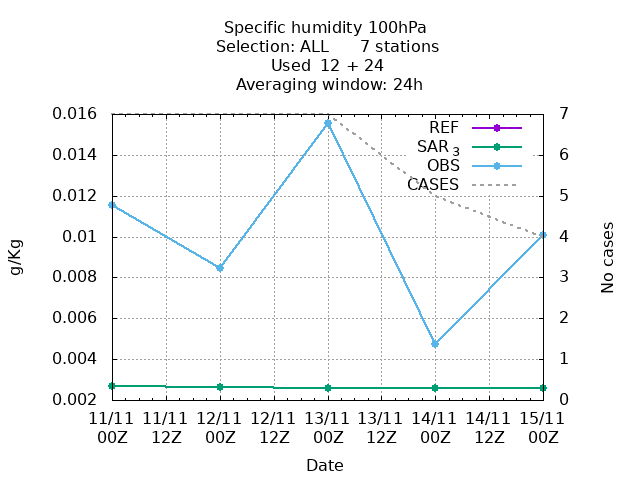 Specific humidity 100hPa
Selection: ALL 7 stations
Used 12 + 24
Averaging window: 24h
0.016
0.014
0.012
0.01
0.008
0.006
0.004
0.002
g/Kg
REF
SAR 3
OBS
CASES
7
6
5
4
3
2
1
0
No cases
11/11 11/11 12/11 12/11 13/11 13/11 14/11 14/11 15/11
00Z 12Z 00Z 12Z 00Z 12Z 00Z 12Z 00Z
Date